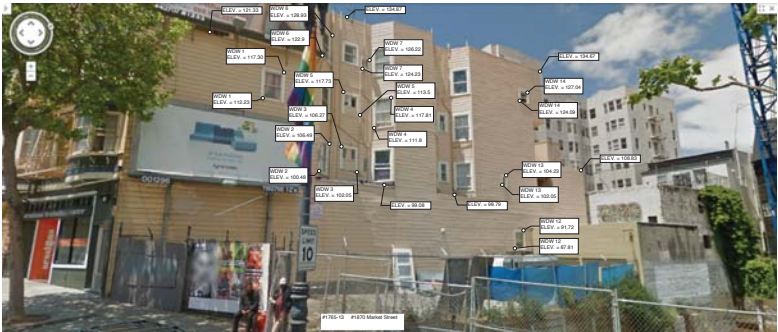 ELEV. = 121.33
WDW 6
ELEV. = 128.93
ELEV. = 134.87
WDW 6
ELEV. = 122.9
WDW 7
ELEV. = 126.22
WDW 1
ELEV. = 117.30
WDW 7
ELEV. = 124.23
ELEV. = 134.67
WDW 5
ELEV. = 117.73
WDW 14
ELEV. = 127.04
WDW 5
ELEV. = 113.5
WDW 1
ELEV. = 112.23
WDW 14
ELEV. = 124.09
WDW 3
ELEV. = 108.27
WDW 4
ELEV. = 117.81
WDW 2
ELEV. = 106.49
WDW 4
ELEV. = 111.8
ELEV. = 108.83
WDW 13
ELEV. = 104.23
WDW 2
ELEV. = 100.48
001296
WDW 3
ELEV. = 102.05
WDW 13
ELEV. = 102.05
ELEV. = 99.08
ELEV. = 99.79
WDW 12
ELEV. = 91.72
WDW 12
ELEV. = 87.81
SPEED
LIMIT
10
#1765-13 #1870 Market Street